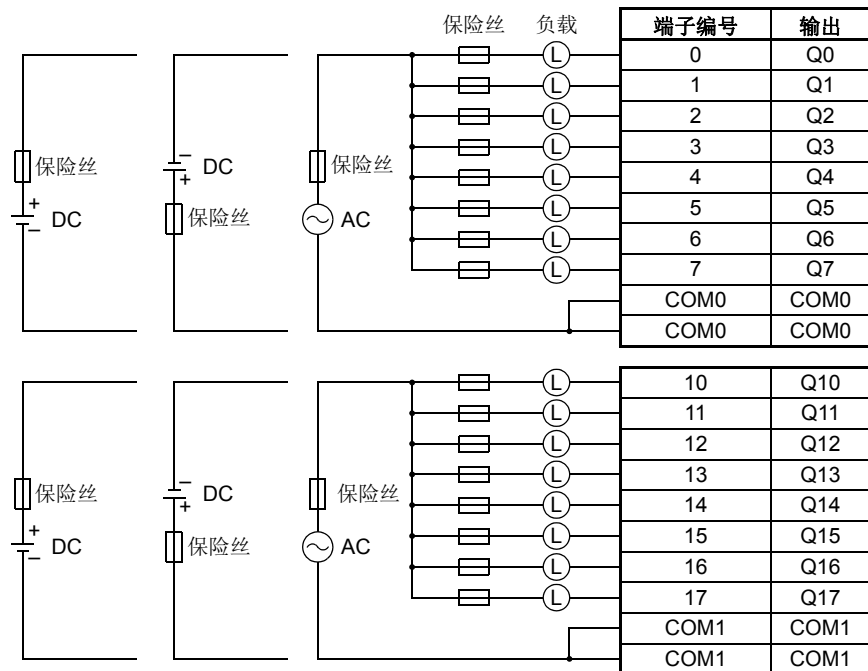 保险丝 负载 端子编号 输出
L 0 Q0
L 1 Q1
L 2 Q2
L 3 Q3
L 4 Q4
L 5 Q5
L 6 Q6
L 7 Q7
COM0 COM0
COM0 COM0
保险丝
+
DC
−
−
DC
+
保险丝
保险丝
AC
L 10 Q10
L 11 Q11
L 12 Q12
L 13 Q13
L 14 Q14
L 15 Q15
L 16 Q16
L 17 Q17
COM1 COM1
COM1 COM1
保险丝
+
DC
−
−
DC
+
保险丝
保险丝
AC